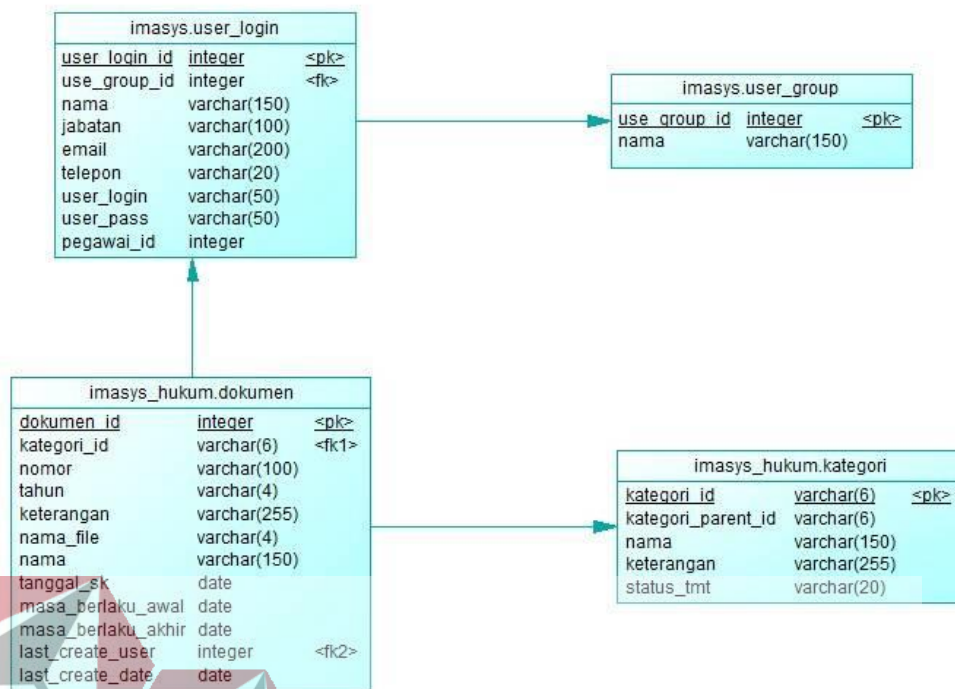 imasys.user_login
user_login_id integer <pk>
use_group_id integer <fk>
nama varchar(150)
jabatan varchar(100)
email varchar(200)
telepon varchar(20)
user_login varchar(50)
user_pass varchar(50)
pegawai_id integer
imasys.user_group
use_group_id integer <pk>
nama varchar(150)
imasys_hukum.dokumen
dokumen_id integer <pk>
kategori_id varchar(6) <fk1>
nomor varchar(100)
tahun varchar(4)
keterangan varchar(255)
nama_file varchar(4)
nama varchar(150)
tanggal_sk date
masa_berlaku_awal date
masa_berlaku_akhir date
last_create_user integer <fk2>
last_create_date date
imasys_hukum.kategori
kategori_id varchar(6) <pk>
kategori_parent_id varchar(6)
nama varchar(150)
keterangan varchar(255)
status_tmt varchar(20)